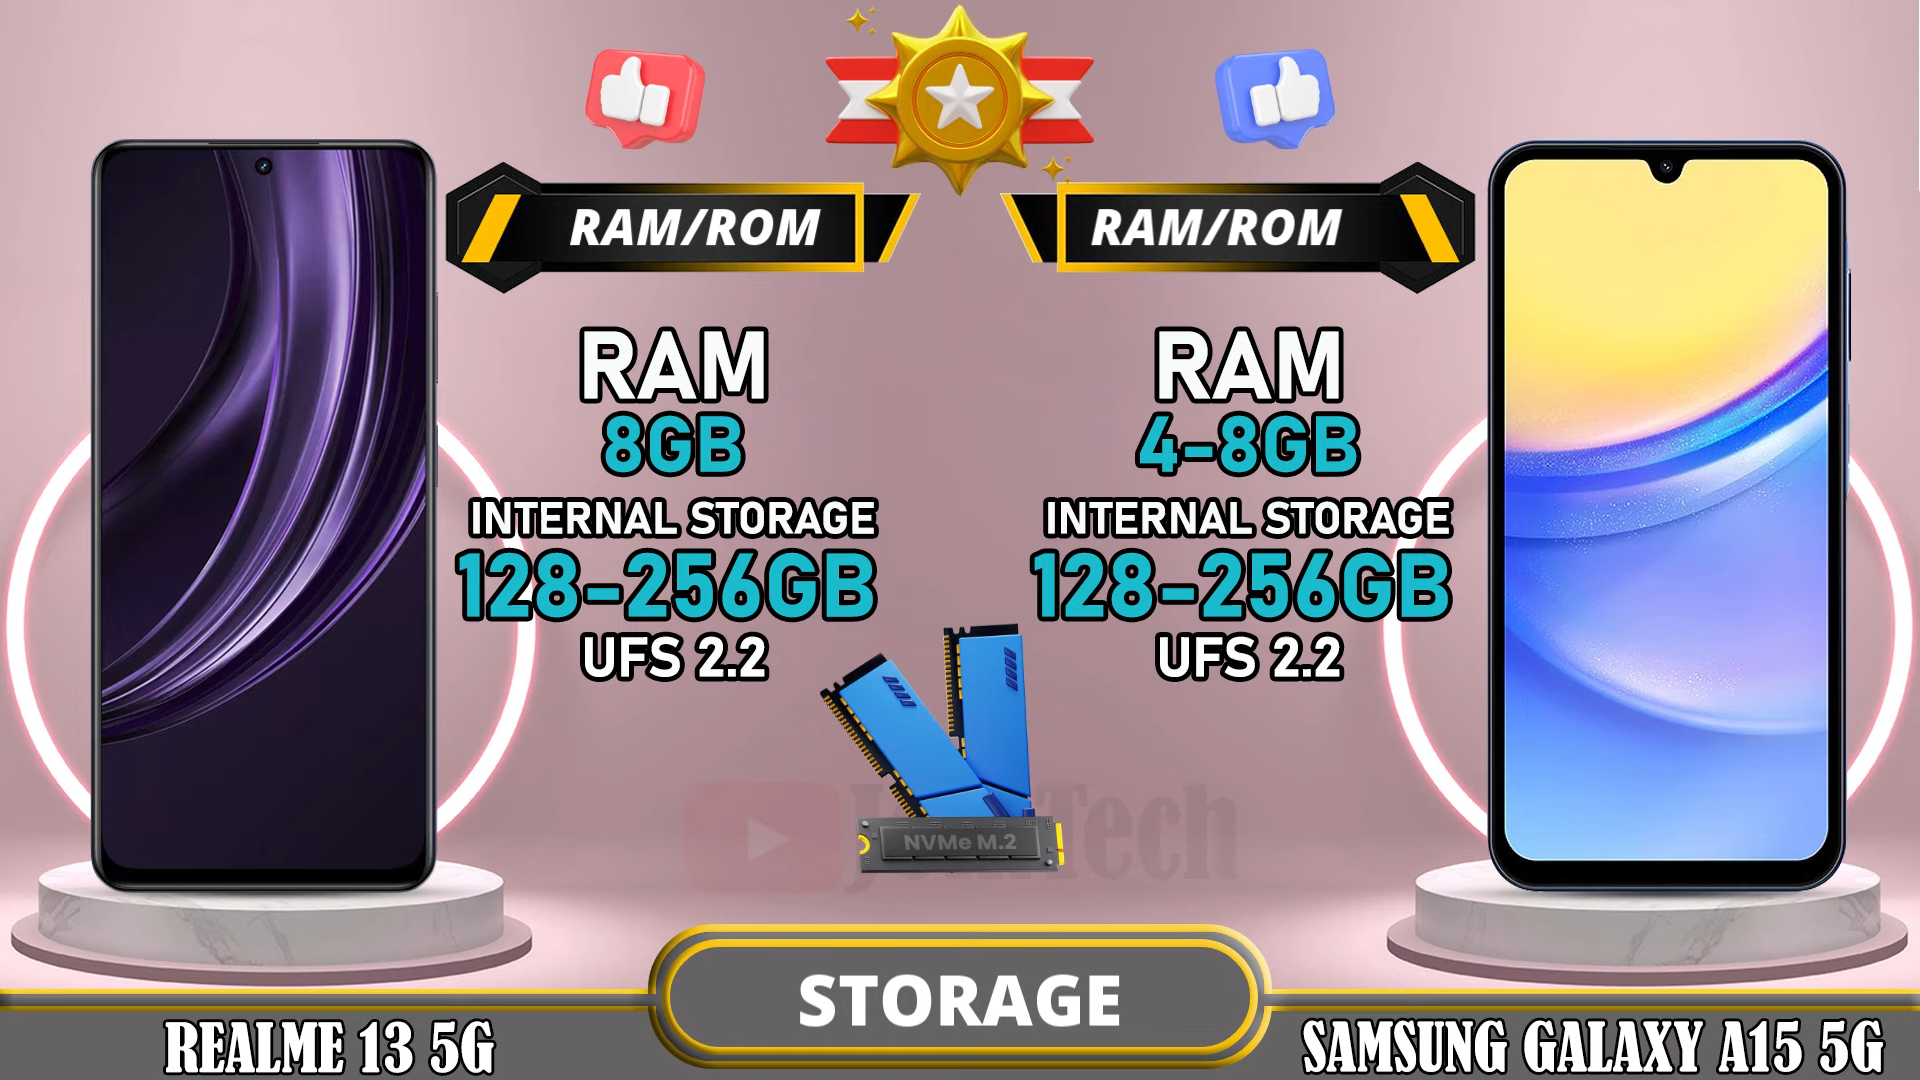 RAM/ROM
RAM/ROM
RAM
8GB
INTERNAL STORAGE
128-256GB
UFS 2.2
RAM
4-8GB
INTERNAL STORAGE
128-256GB
UFS 2.2
NVMe M.2
Tech
STORAGE
REALME 13 5G
SAMSUNG GALAXY A15 5G